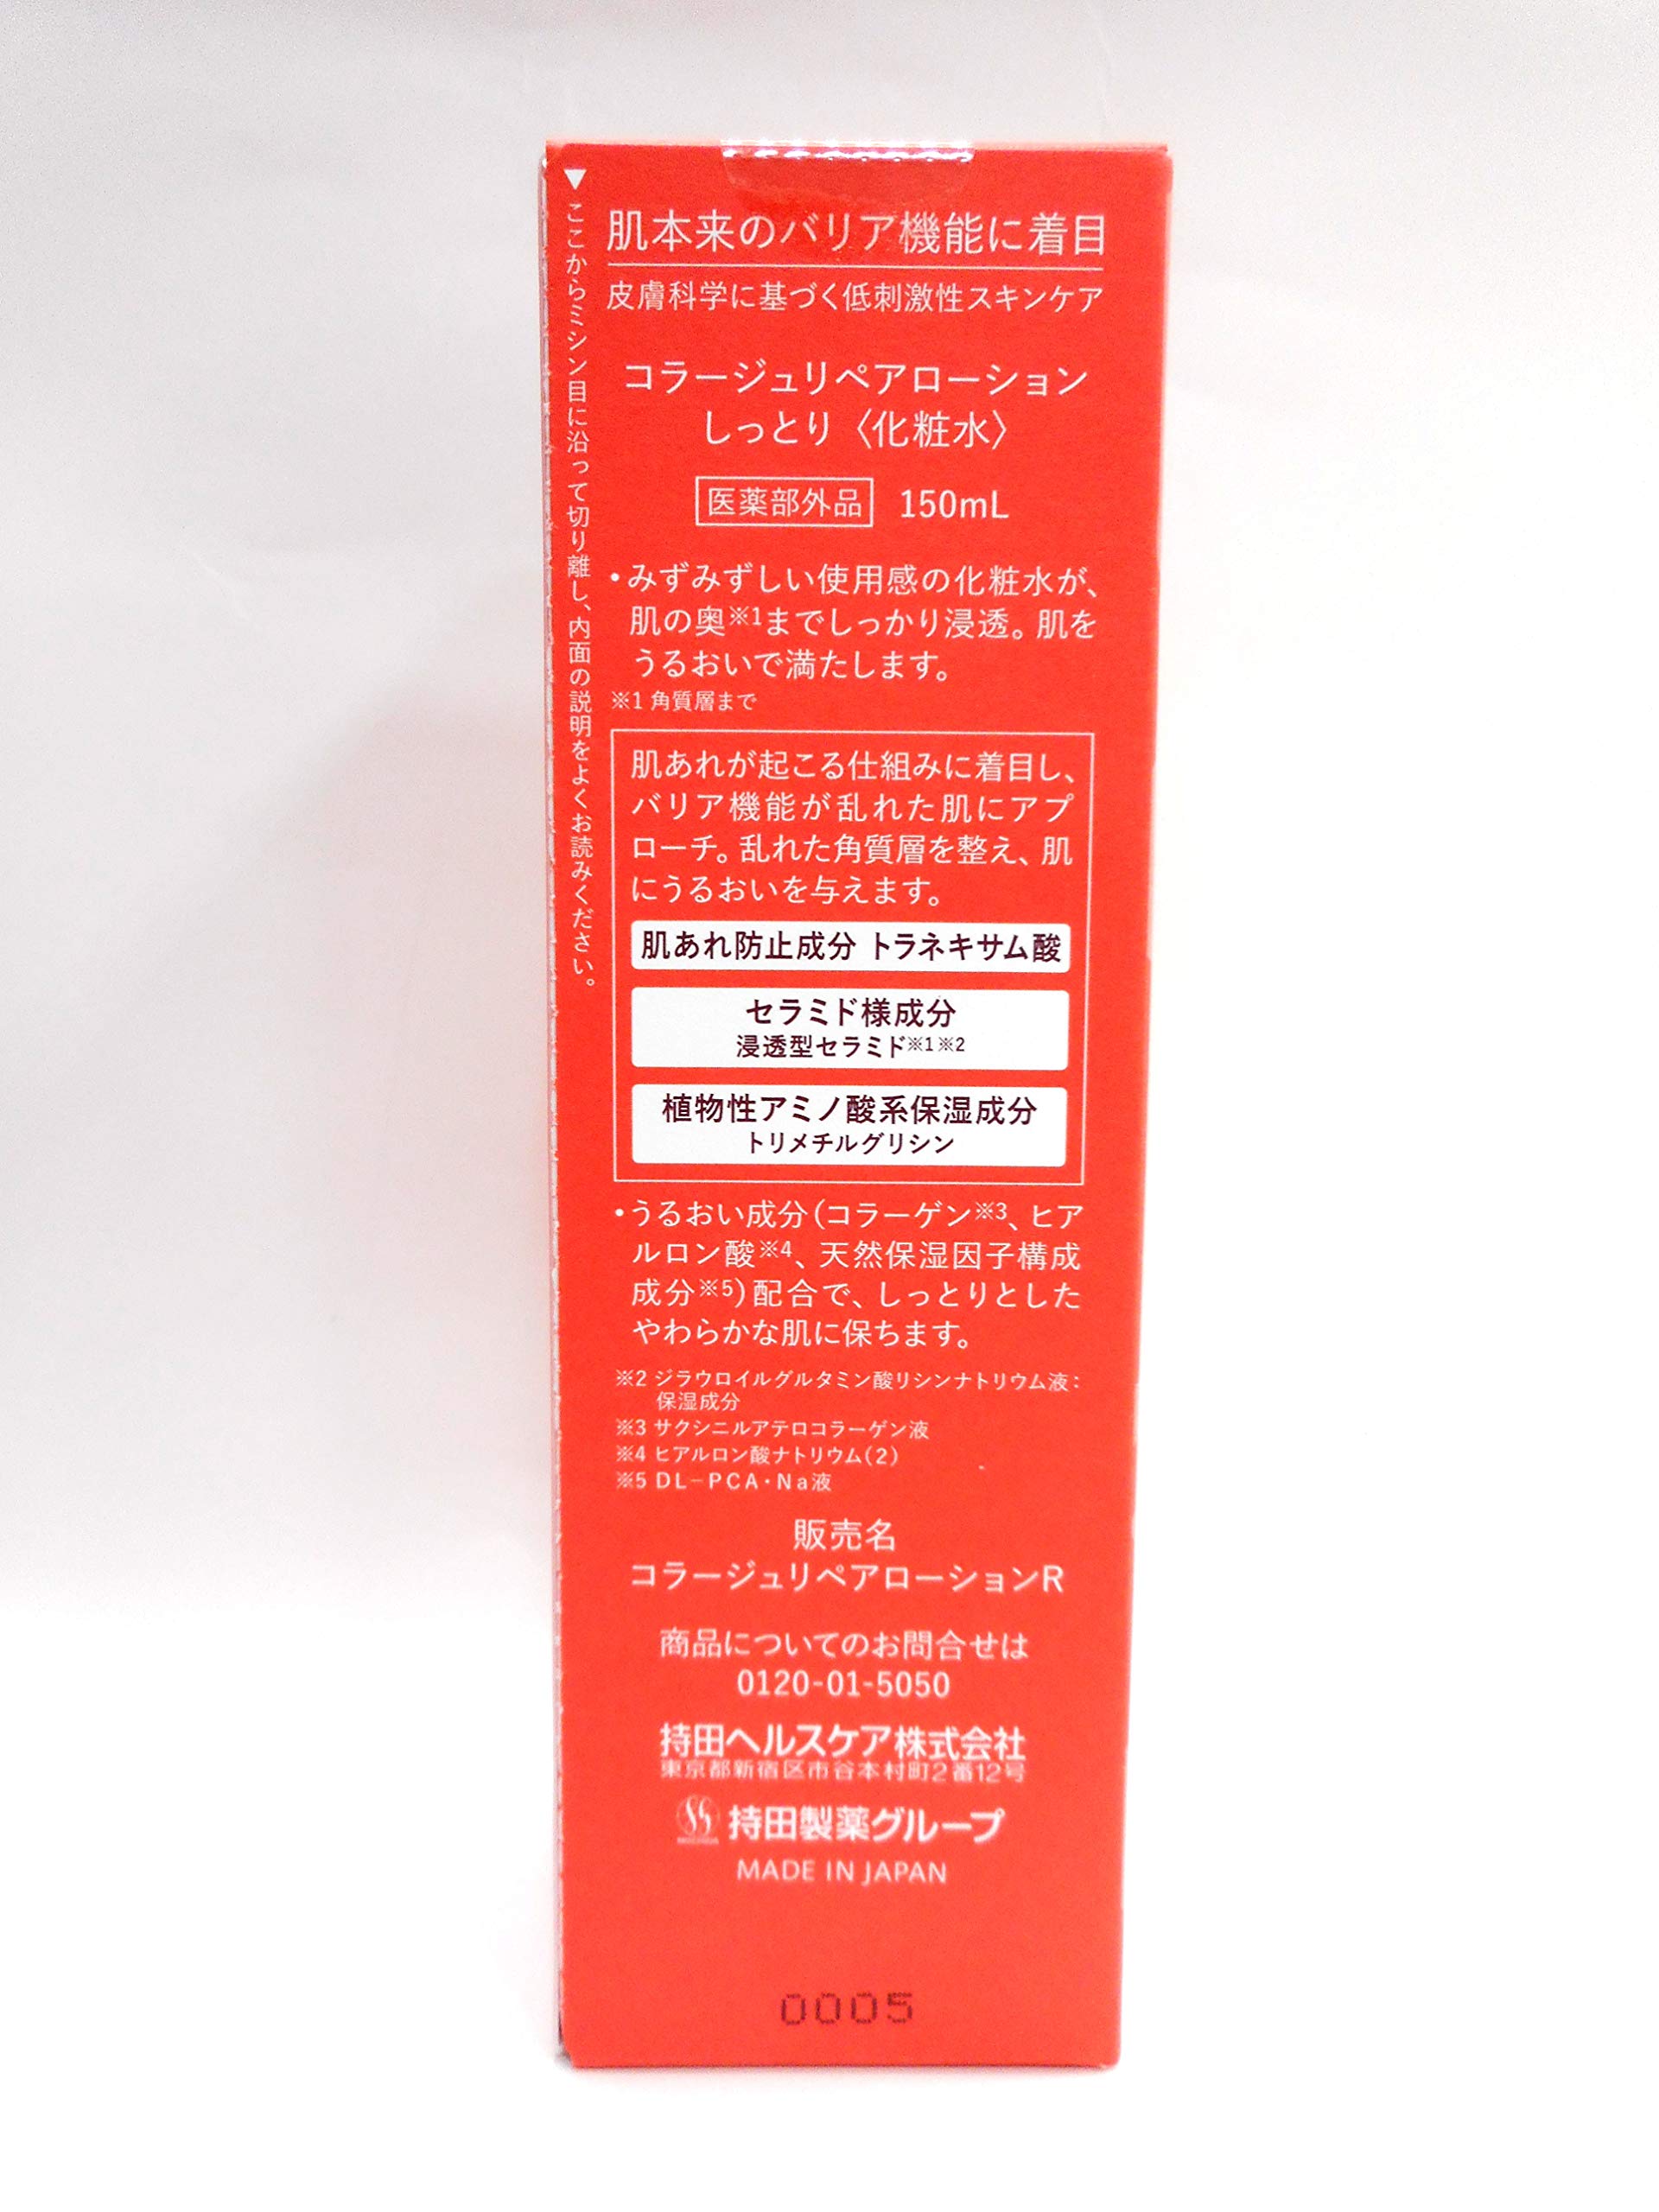 ▼ここからミシン目に沿って切り離し、内面の説明をよくお読みください。
肌本来のバリア機能に着目
皮膚科学に基づく低刺激性スキンケア
コラージュリペアローション
しっとり〈化粧水〉
医薬部外品 150mL
・みずみずしい使用感の化粧水が、
肌の奥※1までしっかり浸透。肌を
うるおいで満たします。
※1 角質層まで
肌あれが起こる仕組みに着目し、
バリア機能が乱れた肌にアプ
ローチ。乱れた角質層を整え、肌
にうるおいを与えます。
肌あれ防止成分 トラネキサム酸
セラミド様成分
浸透型セラミド※1※2
植物性アミノ酸系保湿成分
トリメチルグリシン
・うるおい成分(コラーゲン※3、ヒア
ルロン酸※4、天然保湿因子構成
成分※5)配合で、しっとりとした
やわらかな肌に保ちます。
※2 ジラウロイルグルタミン酸リシンナトリウム液:
保湿成分
※3 サクシニルアテロコラーゲン液
※4 ヒアルロン酸ナトリウム(2)
※5 DL−PCA・Na液
販売名
コラージュリペアローションR
商品についてのお問合せは
0120-01-5050
持田ヘルスケア株式会社
東京都新宿区市谷本村町2番12号
持田製薬グループ
MADE IN JAPAN
0005